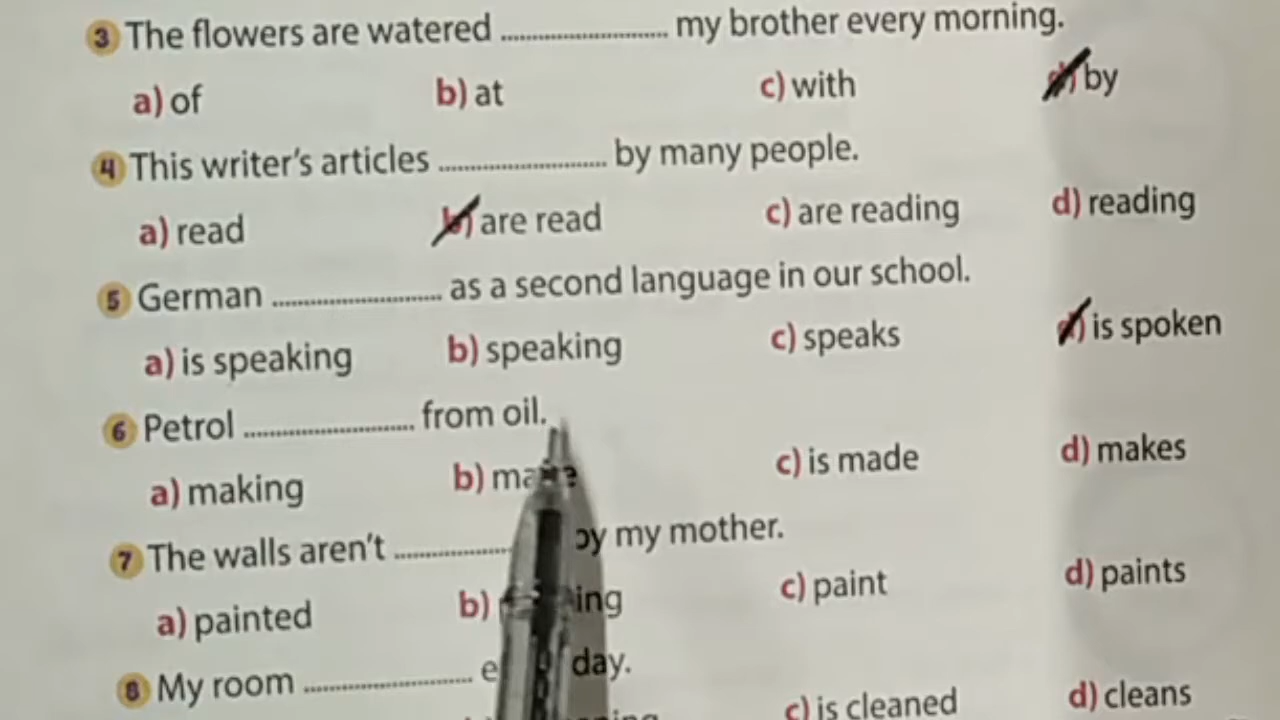 3 The flowers are watered ........................ my brother every morning.
a) of b) at c) with d) by
4 This writer's articles ........................ by many people.
a) read b) are read c) are reading d) reading
5 German ........................ as a second language in our school.
a) is speaking b) speaking c) speaks d) is spoken
6 Petrol ........................ from oil.
a) making b) c) is made d) makes
7 The walls aren't ................ by my mother.
a) painted b) c) paint d) paints
8 My room ........................ day.
c) is cleaned d) cleans